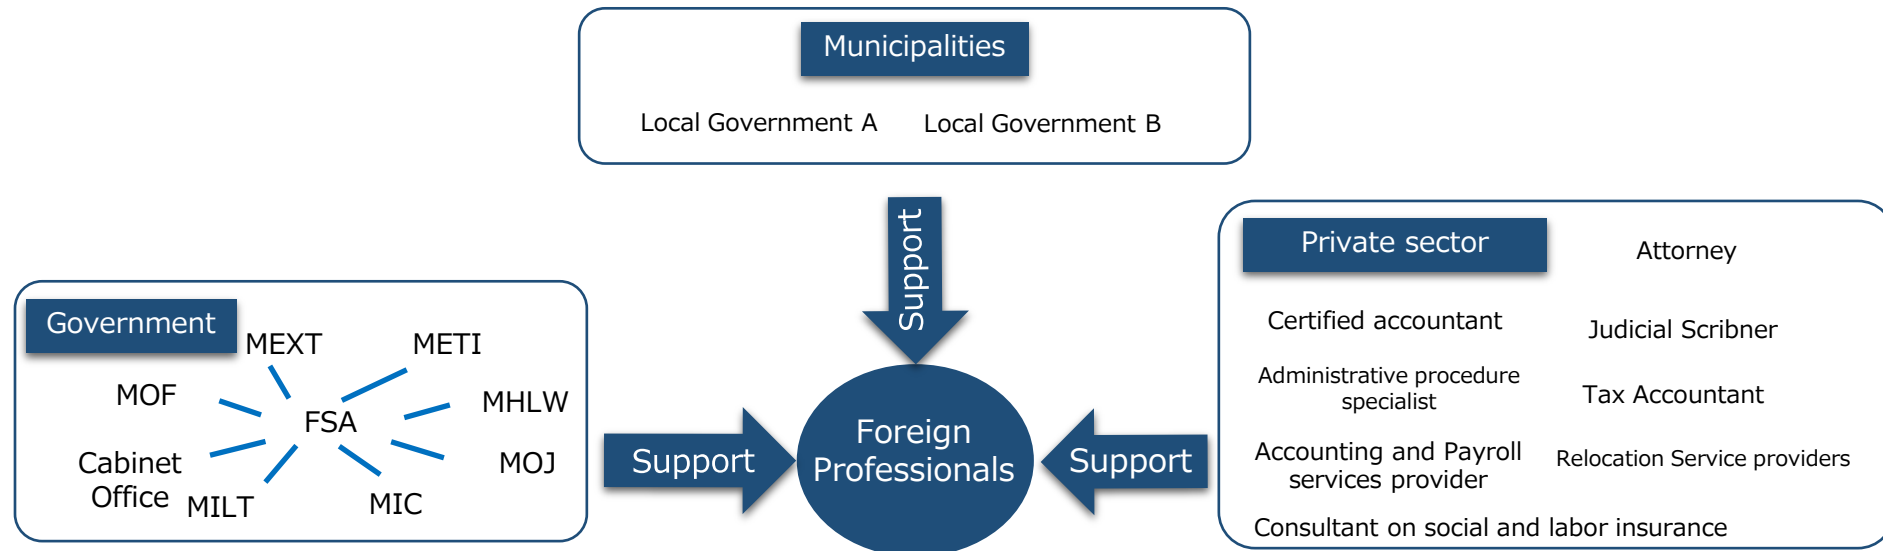 Municipalities
Local Government A
Local Government B
Support
Government
MEXT
METI
MOF
MHLW
FSA
Cabinet
Office
MOJ
MILT
MIC
Support
Foreign
Professionals
Support
Private sector
Attorney
Certified accountant
Judicial Scribner
Administrative procedure
specialist
Tax Accountant
Accounting and Payroll
services provider
Relocation Service providers
Consultant on social and labor insurance